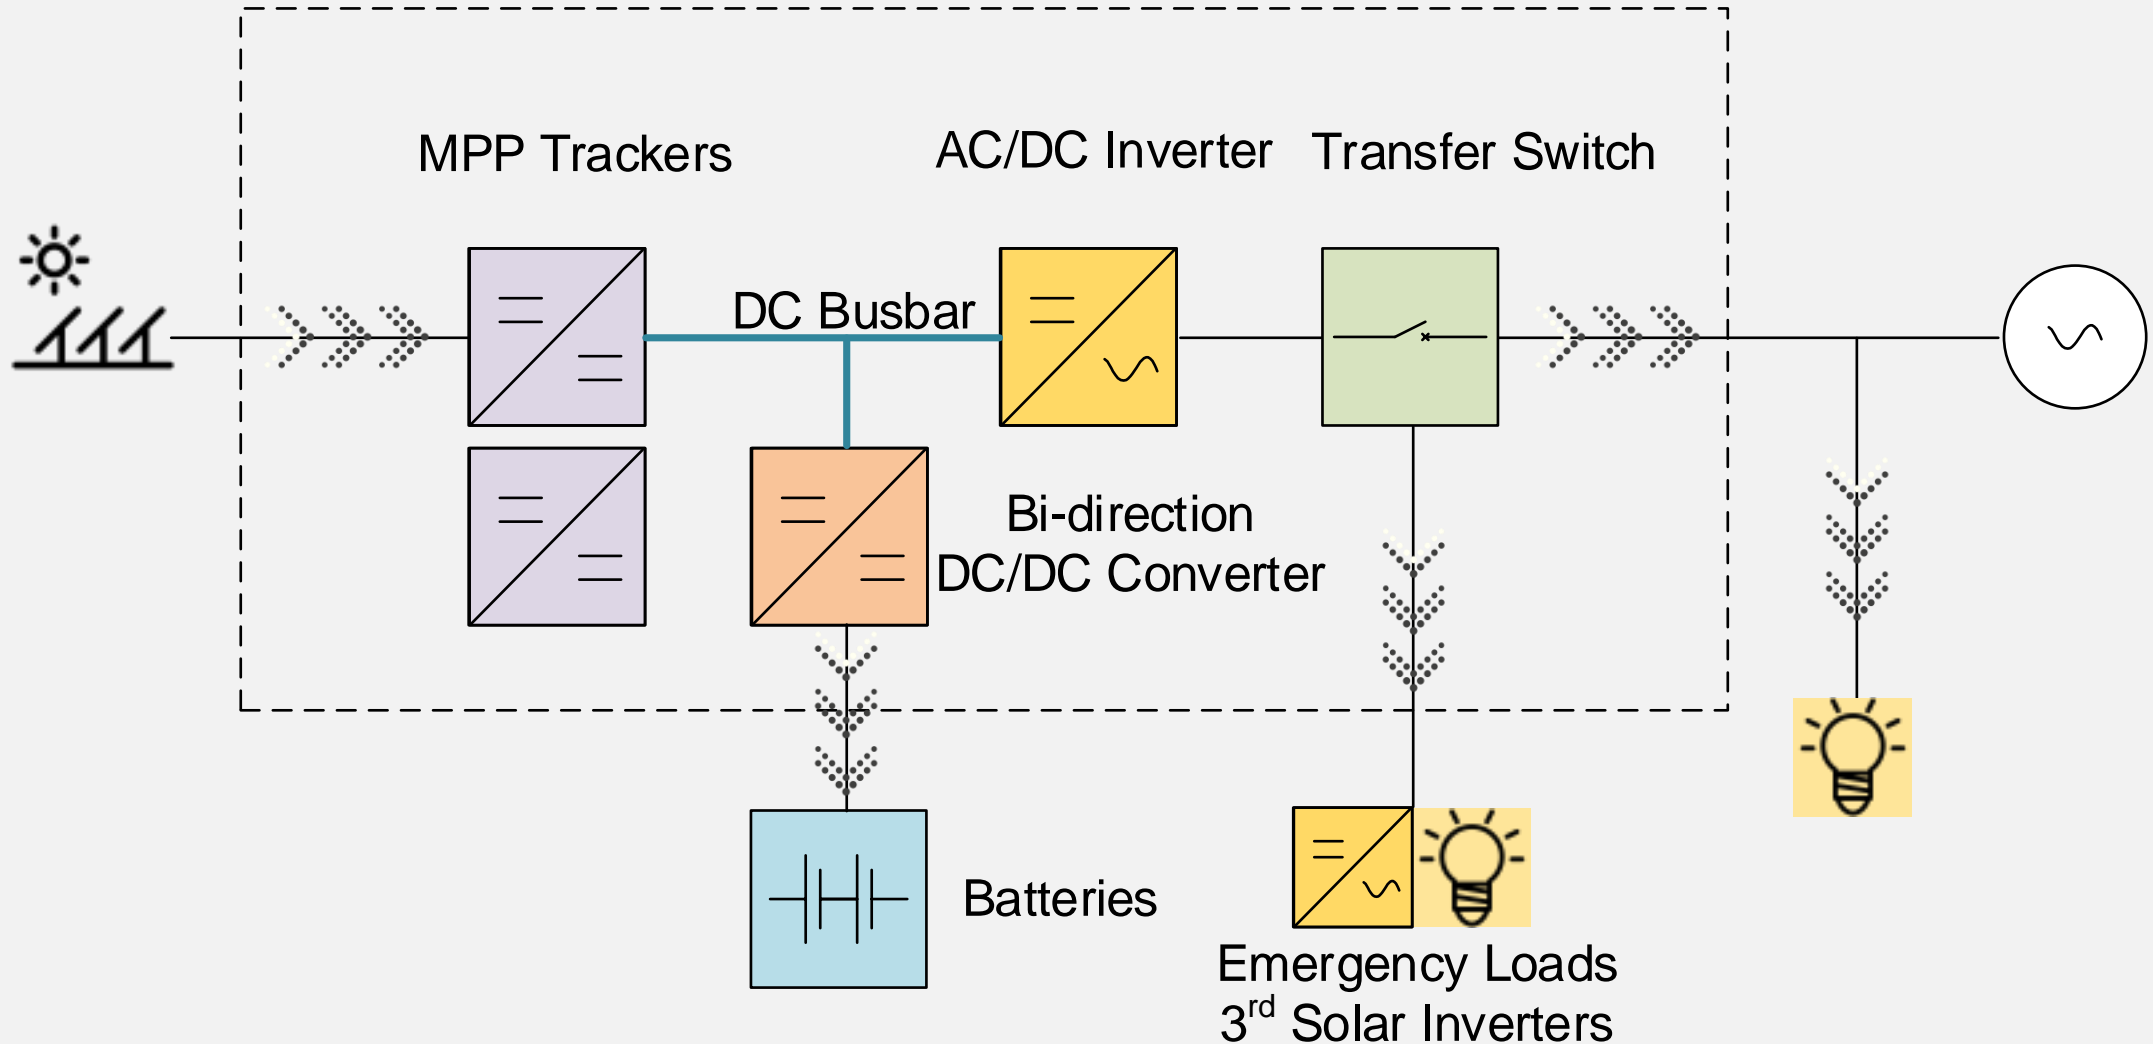 MPP Trackers
AC/DC Inverter
Transfer Switch
DC Busbar
Bi-direction
DC/DC Converter
Batteries
Emergency Loads
3rd Solar Inverters